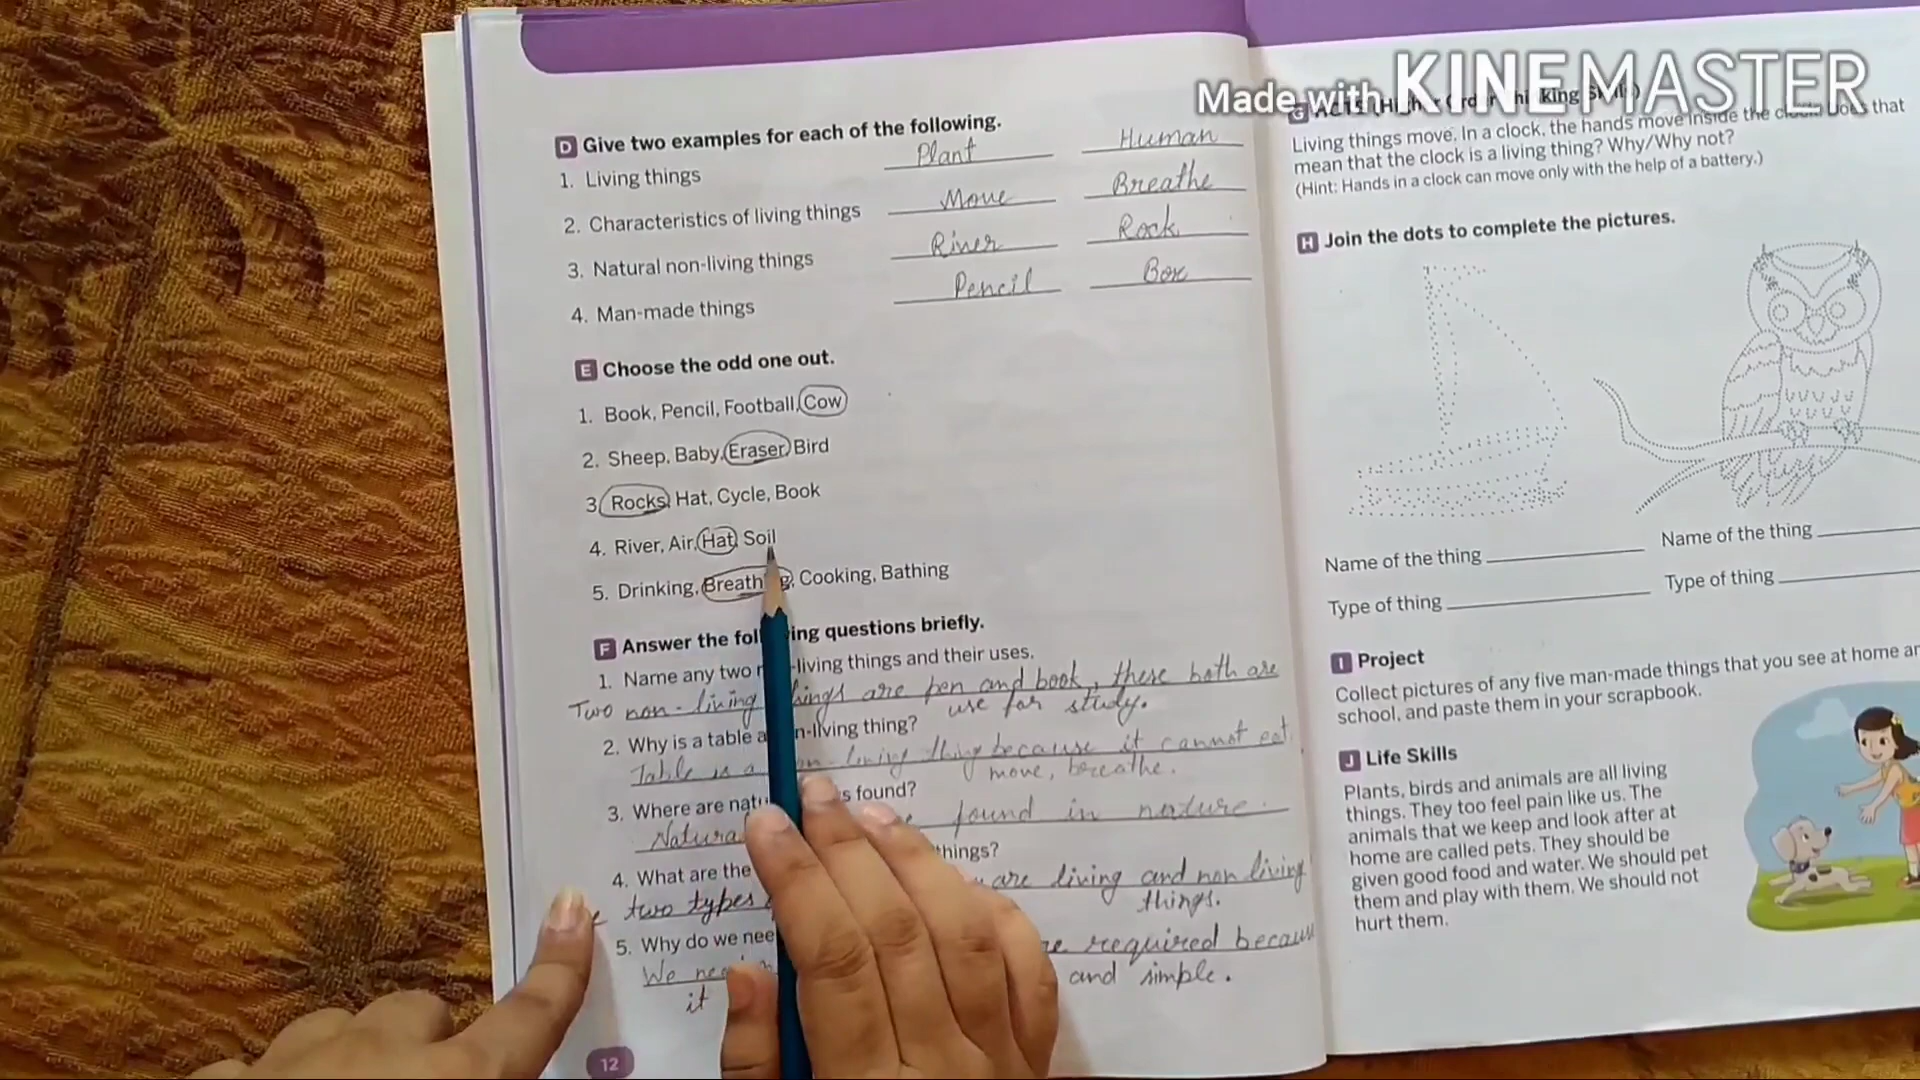 Made with KINEMASTER
D Give two examples for each of the following.
1. Living things Plant Human
2. Characteristics of living things Move Breathe
3. Natural non-living things River Rock
4. Man-made things Pencil Box
E Choose the odd one out.
1. Book, Pencil, Football, Cow
2. Sheep, Baby, Eraser, Bird
3. Rocks, Hat, Cycle, Book
4. River, Air, Hat, Soil
5. Drinking, Breathing, Cooking, Bathing
F Answer the following questions briefly.
1. Name any two -living things and their uses.
Two non-living things are pen and book, these both are
use for study.
2. Why is a table a n-living thing?
Table is a non-living thing because it cannot eat,
move, breathe.
3. Where are natu s found?
Natura found in nature.
4. What are the things?
two types are living and non living
things.
5. Why do we nee
We need required becaus
it and simple.
12
G
Living things move. In a clock, the hands move inside the clock. Does that
mean that the clock is a living thing? Why/Why not?
(Hint: Hands in a clock can move only with the help of a battery.)
H Join the dots to complete the pictures.
Name of the thing Name of the thing
Type of thing Type of thing
I Project
Collect pictures of any five man-made things that you see at home an
school, and paste them in your scrapbook.
J Life Skills
Plants, birds and animals are all living
things. They too feel pain like us. The
animals that we keep and look after at
home are called pets. They should be
given good food and water. We should pet
them and play with them. We should not
hurt them.